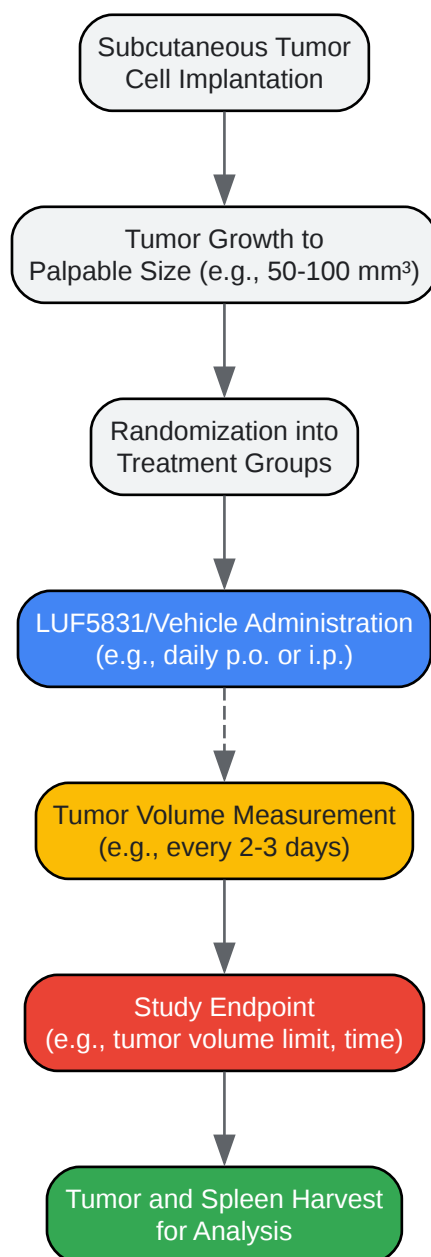 Subcutaneous Tumor
Cell Implantation
Tumor Growth to
Palpable Size (e.g., 50-100 mm³)
Randomization into
Treatment Groups
LUF5831/Vehicle Administration
(e.g., daily p.o. or i.p.)
Tumor Volume Measurement
(e.g., every 2-3 days)
Study Endpoint
(e.g., tumor volume limit, time)
Tumor and Spleen Harvest
for Analysis